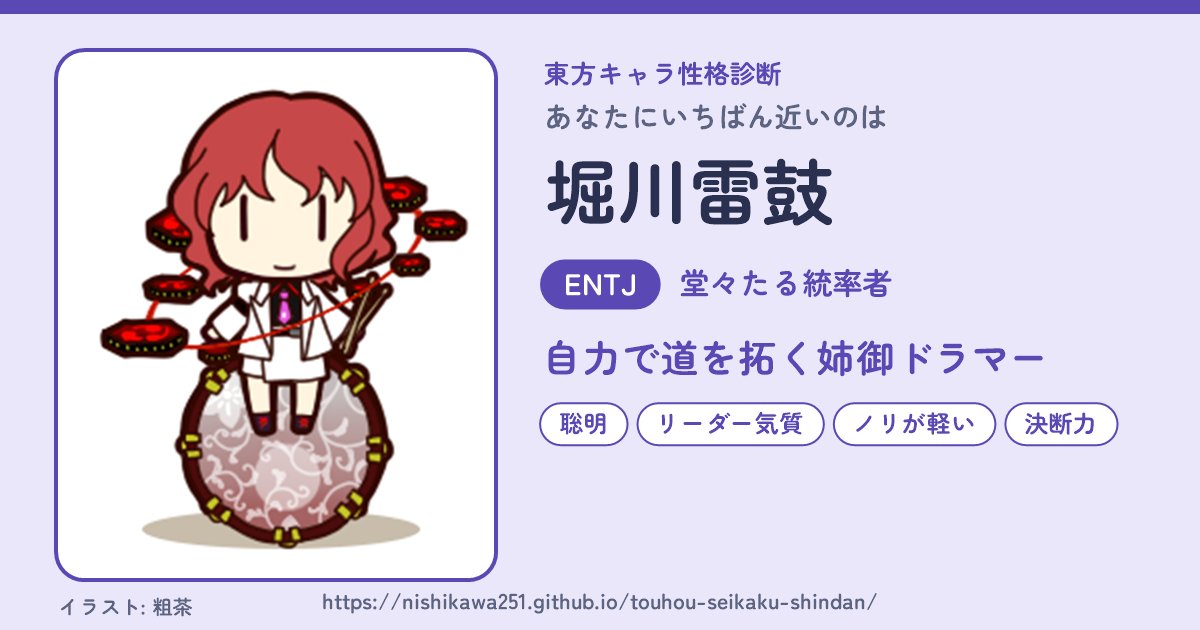 東方キャラ性格診断
あなたにいちばん近いのは
堀川雷鼓
ENTJ 堂々たる統率者
自力で道を拓く姉御ドラマー
聡明 リーダー気質 ノリが軽い 決断力
イラスト: 粗茶 https://nishikawa251.github.io/touhou-seikaku-shindan/